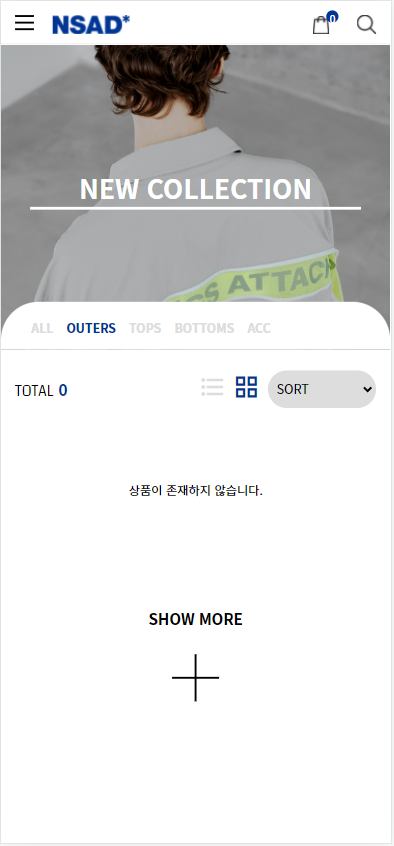 NSAD*
0
NEW COLLECTION
ATTACK
ALL OUTERS TOPS BOTTOMS ACC
TOTAL 0
SORT
상품이 존재하지 않습니다.
SHOW MORE